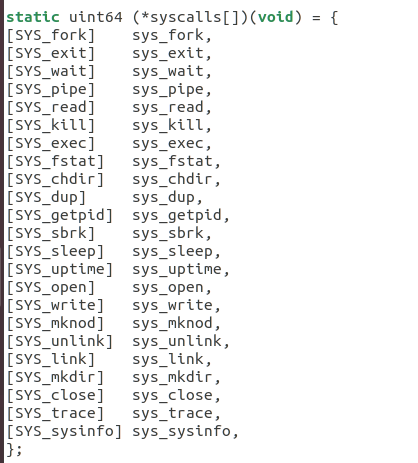 static uint64 (*syscalls[])(void) = {
[SYS_fork]    sys_fork,
[SYS_exit]    sys_exit,
[SYS_wait]    sys_wait,
[SYS_pipe]    sys_pipe,
[SYS_read]    sys_read,
[SYS_kill]    sys_kill,
[SYS_exec]    sys_exec,
[SYS_fstat]   sys_fstat,
[SYS_chdir]   sys_chdir,
[SYS_dup]     sys_dup,
[SYS_getpid]  sys_getpid,
[SYS_sbrk]    sys_sbrk,
[SYS_sleep]   sys_sleep,
[SYS_uptime]  sys_uptime,
[SYS_open]    sys_open,
[SYS_write]   sys_write,
[SYS_mknod]   sys_mknod,
[SYS_unlink]  sys_unlink,
[SYS_link]    sys_link,
[SYS_mkdir]   sys_mkdir,
[SYS_close]   sys_close,
[SYS_trace]   sys_trace,
[SYS_sysinfo] sys_sysinfo,
};